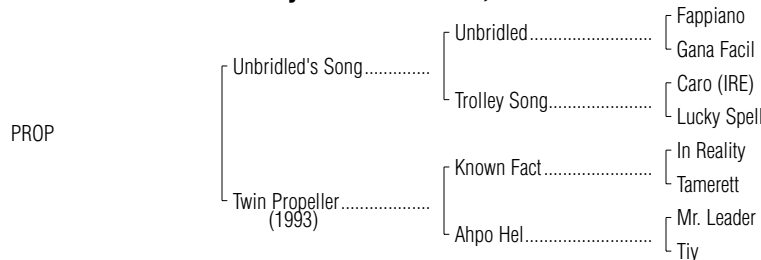 Fappiano
Unbridled........................
Gana Facil
Unbridled's Song..............
Caro (IRE)
Trolley Song.....................
Lucky Spell
PROP
In Reality
Known Fact......................
Tamerett
Twin Propeller...................
(1993)
Mr. Leader
Ahpo Hel.........................
Tiy